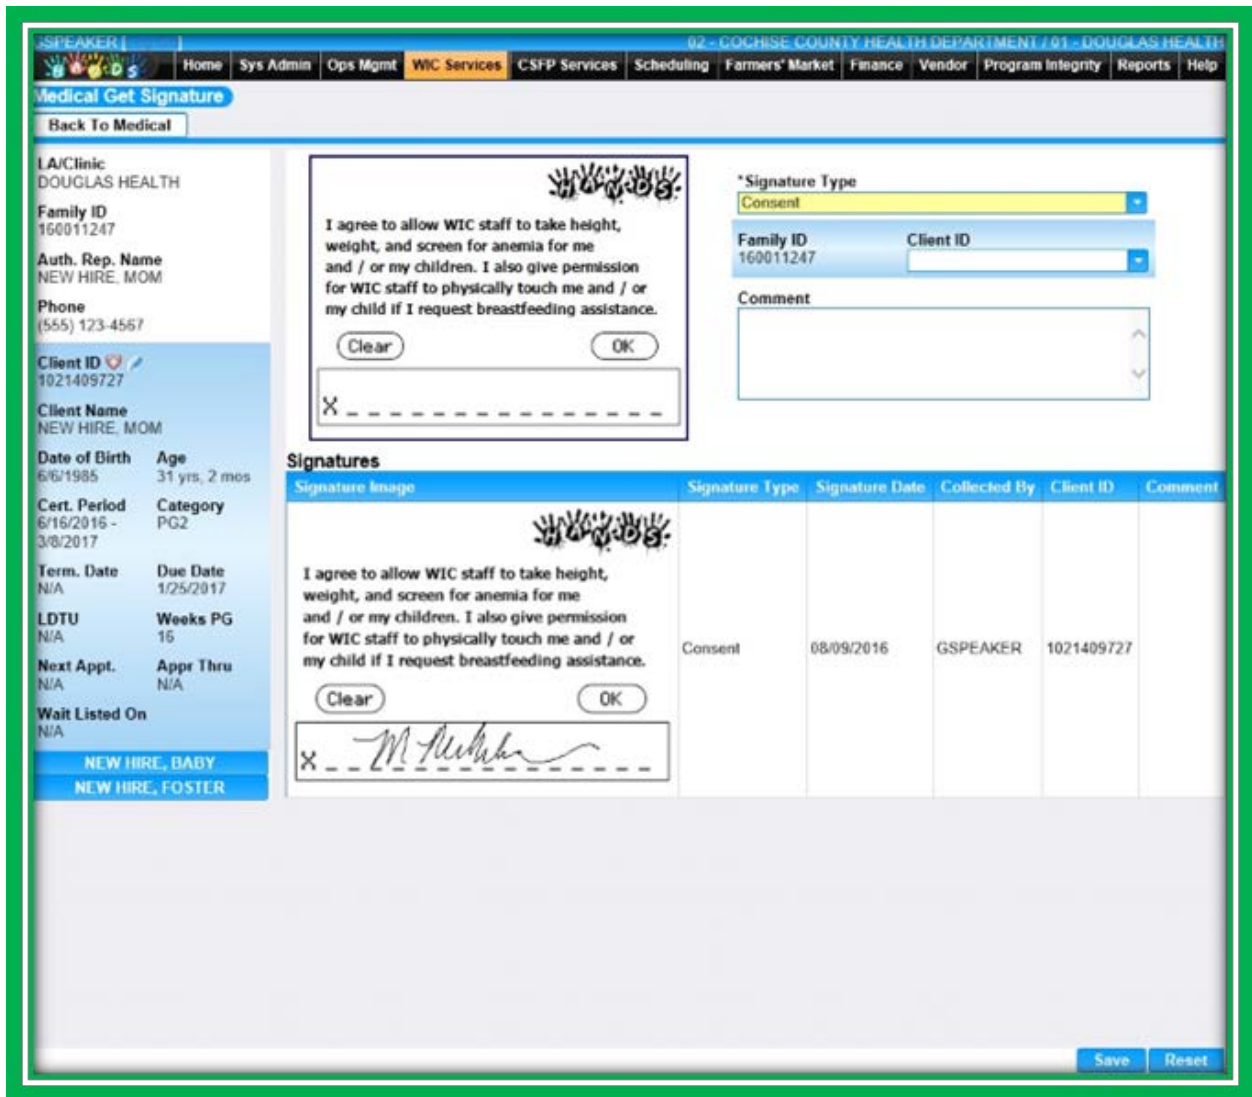 GSPEAKER [
02 - COCHISE COUNTY HEALTH DEPARTMENT / 01 - DOUGLAS HEALTH
HANDS Home Sys Admin Ops Mgmt WIC Services CSFP Services Scheduling Farmers' Market Finance Vendor Program Integrity Reports Help
Medical Get Signature
Back To Medical
LA/Clinic
DOUGLAS HEALTH
Family ID
160011247
Auth. Rep. Name
NEW HIRE, MOM
Phone
(555) 123-4567
Client ID
1021409727
Client Name
NEW HIRE, MOM
Date of Birth Age
6/6/1985 31 yrs, 2 mos
Cert. Period Category
6/16/2016 - PG2
3/8/2017
Term. Date Due Date
N/A 1/25/2017
LDTU Weeks PG
N/A 16
Next Appt. Appr Thru
N/A N/A
Wait Listed On
N/A
NEW HIRE, BABY
NEW HIRE, FOSTER
HANDS
I agree to allow WIC staff to take height,
weight, and screen for anemia for me
and / or my children. I also give permission
for WIC staff to physically touch me and / or
my child if I request breastfeeding assistance.
Clear OK
X _ _ _ _ _ _ _ _ _ _ _ _ _ _ _
*Signature Type
Consent
Family ID Client ID
160011247
Comment
Signatures
Signature Image Signature Type Signature Date Collected By Client ID Comment
HANDS
I agree to allow WIC staff to take height,
weight, and screen for anemia for me
and / or my children. I also give permission
for WIC staff to physically touch me and / or
my child if I request breastfeeding assistance.
Clear OK
X
Consent 08/09/2016 GSPEAKER 1021409727
Save Reset